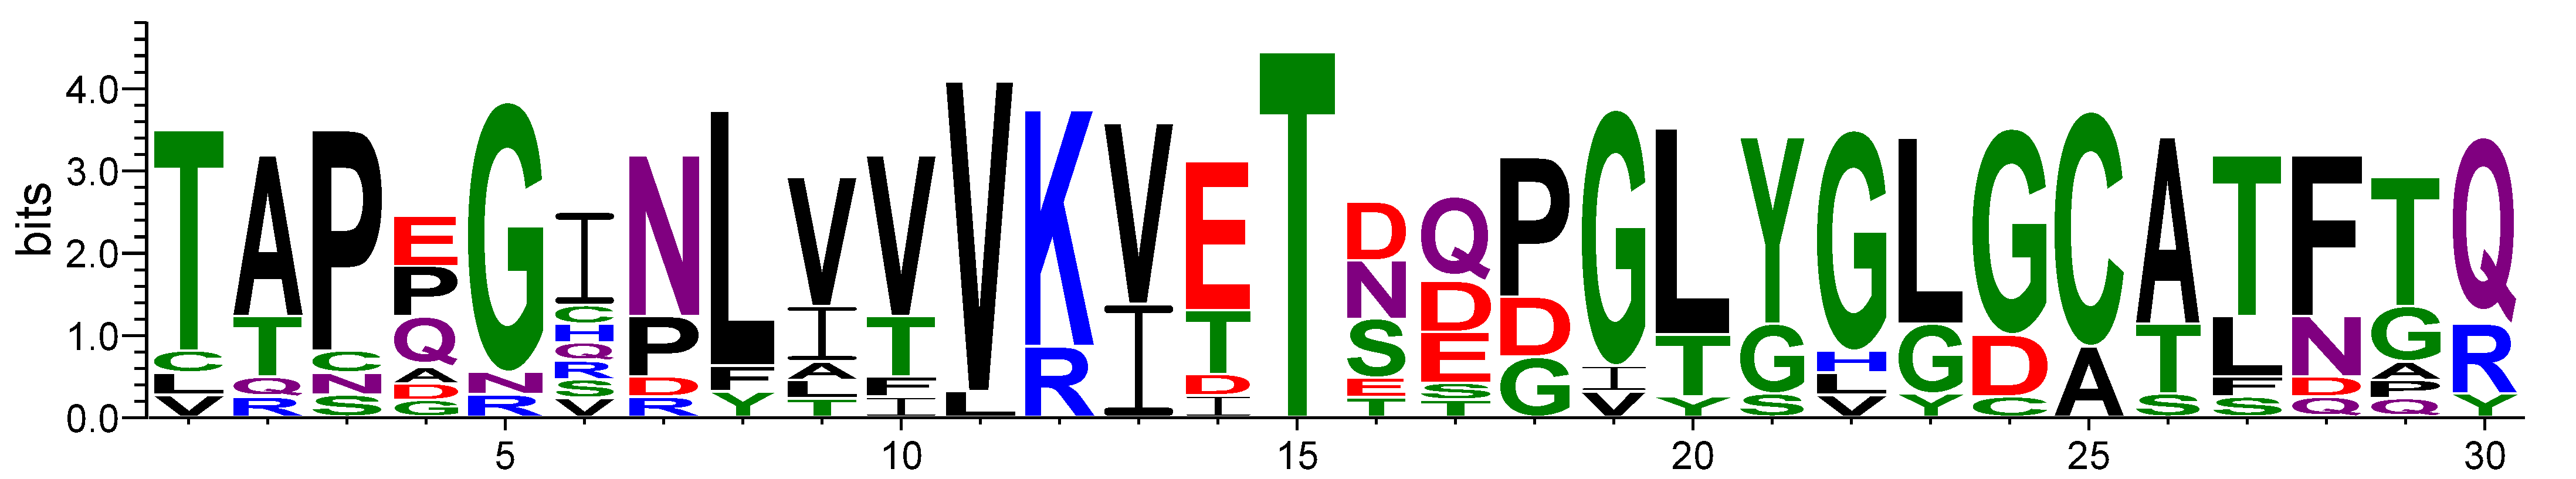 bits
4.0
3.0
2.0
1.0
0.0
T A P E G I N L V V V K V E T D Q P G L Y G L G C A T F T Q
C T C P N C P F I T L R I T N D D I T G H G D A T L N G R
L Q N Q R H D Y A F D S E G V Y S L Y C S F D A Y
V R S A Q R L I I E S V S Q P
D R T T T Q
G S
V
5 10 15 20 25 30